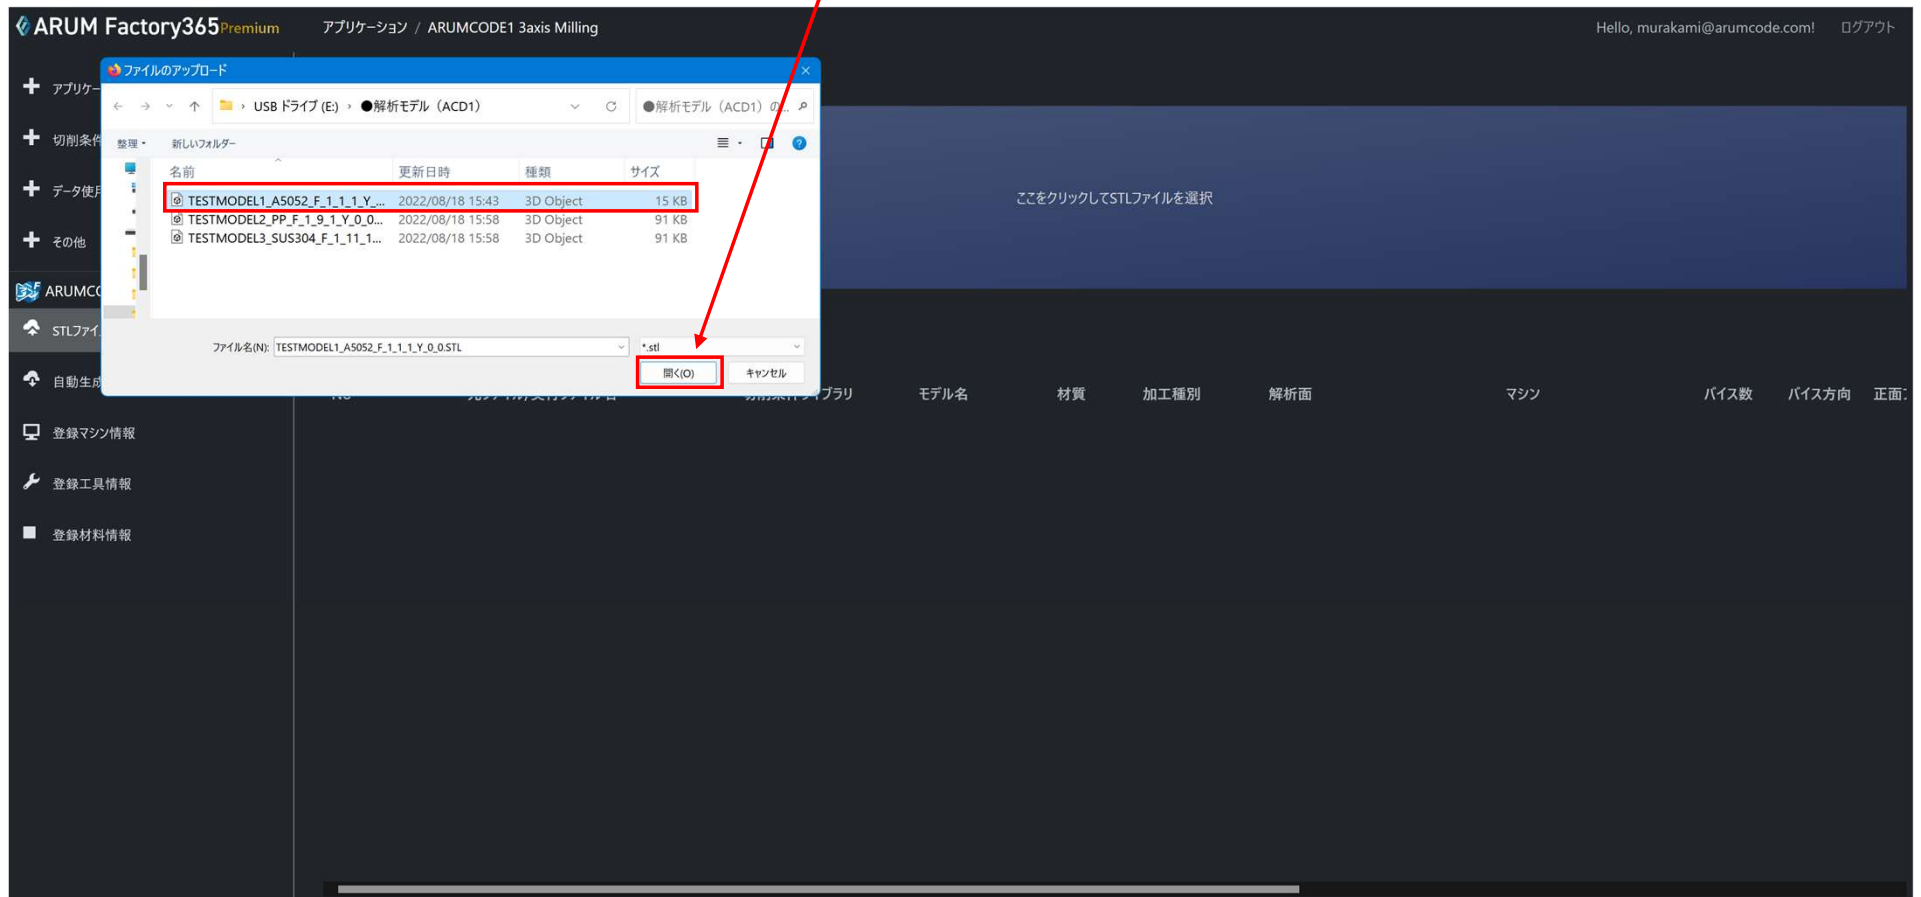 ARUM Factory365 Premium
アプリケーション / ARUMCODE1 3axis Milling
Hello, murakami@arumcode.com!
ログアウト
ファイルのアップロード
アプリケー
USB ドライブ (E:) › ●解析モデル（ACD1）
●解析モデル（ACD1）の...
切削条件
整理
新しいフォルダー
名前
更新日時
種類
サイズ
データ使用
TESTMODEL1_A5052_F_1_1_1_Y_... 2022/08/18 15:43 3D Object 15 KB
TESTMODEL2_PP_F_1_9_1_Y_0_0... 2022/08/18 15:58 3D Object 91 KB
TESTMODEL3_SUS304_F_1_11_1... 2022/08/18 15:58 3D Object 91 KB
ここをクリックしてSTLファイルを選択
その他
ARUMCO
STLファイ
ファイル名(N): TESTMODEL1_A5052_F_1_1_1_Y_0_0.STL
*.stl
開く(O)
キャンセル
自動生成
ブラリ
モデル名
材質
加工種別
解析面
マシン
バイス数
バイス方向
正面
登録マシン情報
登録工具情報
登録材料情報